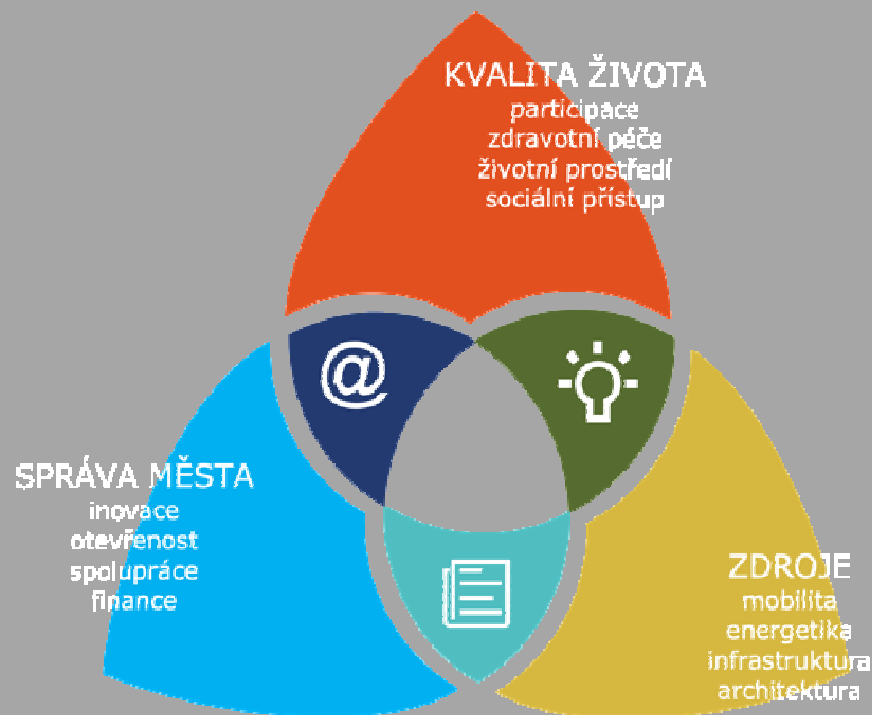 KVALITA ŽIVOTA
participace
zdravotní péče
životní prostředí
sociální přístup
@
SPRÁVA MĚSTA
inovace
otevřenost
spolupráce
finance
ZDROJE
mobilita
energetika
infrastruktura
architektura